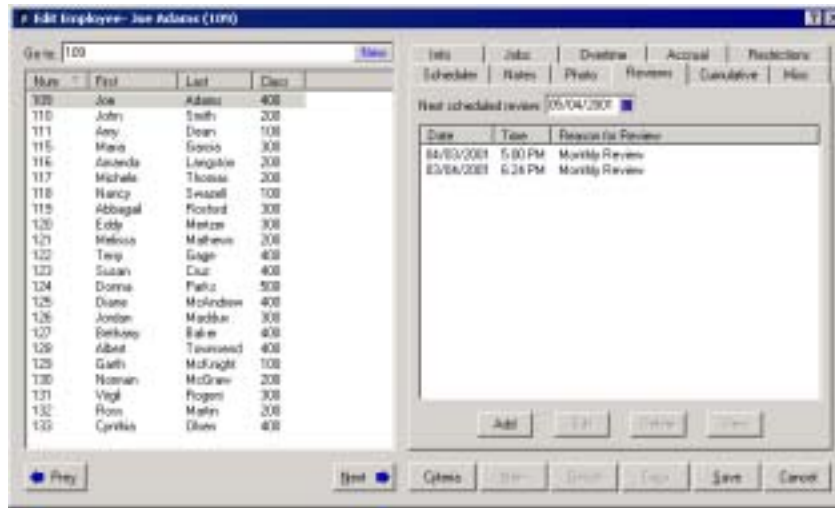 Edit Employee - Joe Adams (109)
Go to: 109 New
Num First Last Class
109 Joe Adams 400
110 John Smith 200
111 Amy Dean 100
115 Maria Garcia 300
116 Amanda Langston 200
117 Michele Thomas 200
118 Nancy Swazell 100
119 Abbagail Rexford 300
120 Eddy Mentzer 300
121 Melissa Mathews 200
122 Terry Gage 400
123 Susan Cruz 400
124 Donna Parks 500
125 Diane McAndrew 400
126 Jordan Maddux 300
127 Bethany Baker 400
128 Albert Townsend 400
129 Garth McKnight 100
130 Norman McGraw 200
131 Virgil Rogers 300
132 Ross Martin 200
133 Cynthia Olsen 400
Prev Next
Info Jobs Overtime Accrual Restrictions
Scheduler Notes Photo Reviews Cumulative Misc
Next scheduled review: 05/04/2001
Date Time Reason for Review
04/03/2001 5:00 PM Monthly Review
03/04/2001 6:24 PM Monthly Review
Add Edit Delete View
Criteria Save Cancel